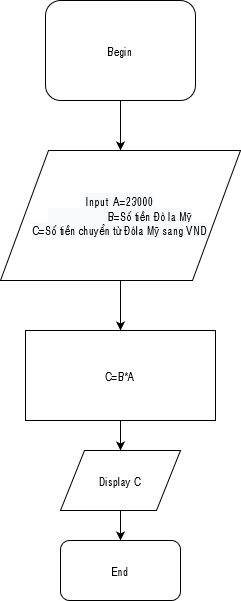 Begin
Input A=23000
B=Số tiền Đô la Mỹ
C=Số tiền chuyển từ Đôla Mỹ sang VND
C=B*A
Display C
End